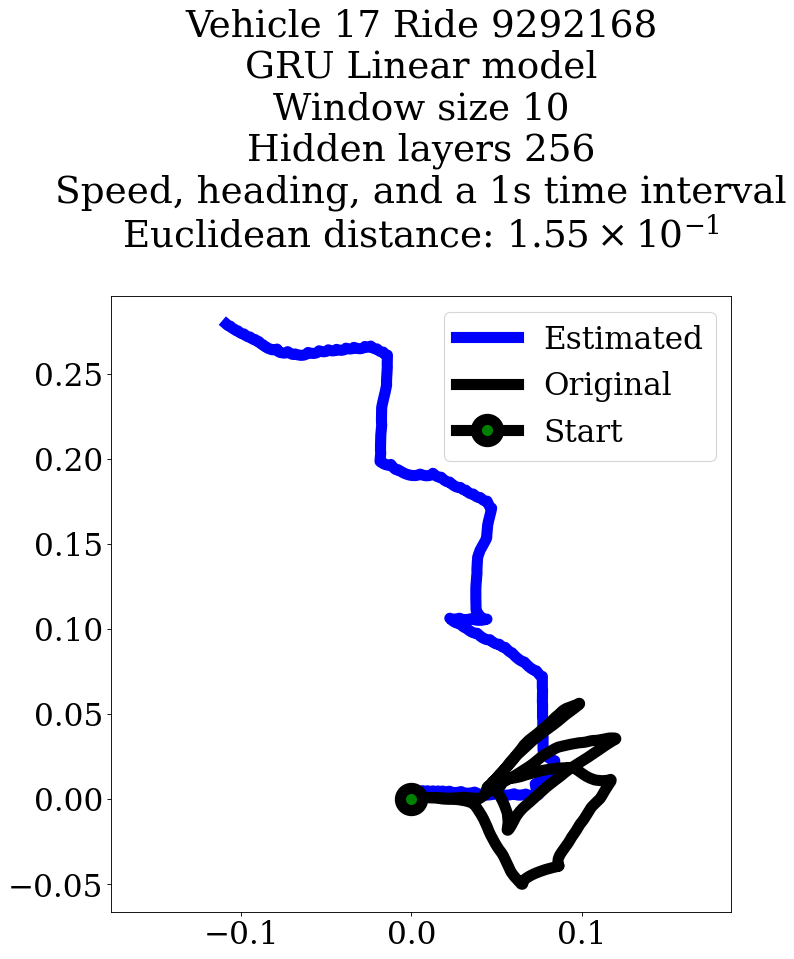 Vehicle 17 Ride 9292168
GRU Linear model
Window size 10
Hidden layers 256
Speed, heading, and a 1s time interval
Euclidean distance: 1.55 × 10⁻¹
Estimated
Original
Start
0.25
0.20
0.15
0.10
0.05
0.00
−0.05
−0.1
0.0
0.1